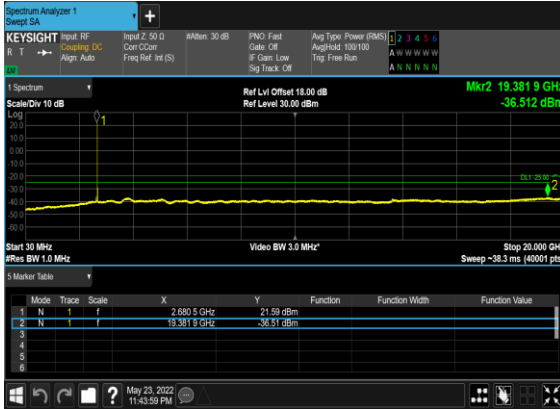 Spectrum Analyzer 1
Swept SA
+
KEYSIGHT
R T
Input: RF
Coupling: DC
Align: Auto
Input Z: 50 Ω
Corr CCorr
Freq Ref: Int (S)
#Atten: 30 dB
PNO: Fast
Gate: Off
IF Gain: Low
Sig Track: Off
Avg Type: Power (RMS)
Avg|Hold: 100/100
Trig: Free Run
1 2 3 4 5 6
A W W W W W
A N N N N N
1 Spectrum
Scale/Div 10 dB
Ref Lvl Offset 18.00 dB
Ref Level 30.00 dBm
Mkr2 19.381 9 GHz
-36.512 dBm
Log
20.0
10.0
0.00
-10.0
-20.0
-30.0
-40.0
-50.0
-60.0
1
2
Start 30 MHz
#Res BW 1.0 MHz
Video BW 3.0 MHz*
Stop 20.000 GH
Sweep ~38.3 ms (40001 pts
5 Marker Table
Mode Trace Scale X Y Function Function Width Function Value
1 N 1 f 2.680 5 GHz 21.59 dBm
2 N 1 f 19.381 9 GHz -36.51 dBm
3
4
5
6
?
May 23, 2022
11:43:59 PM